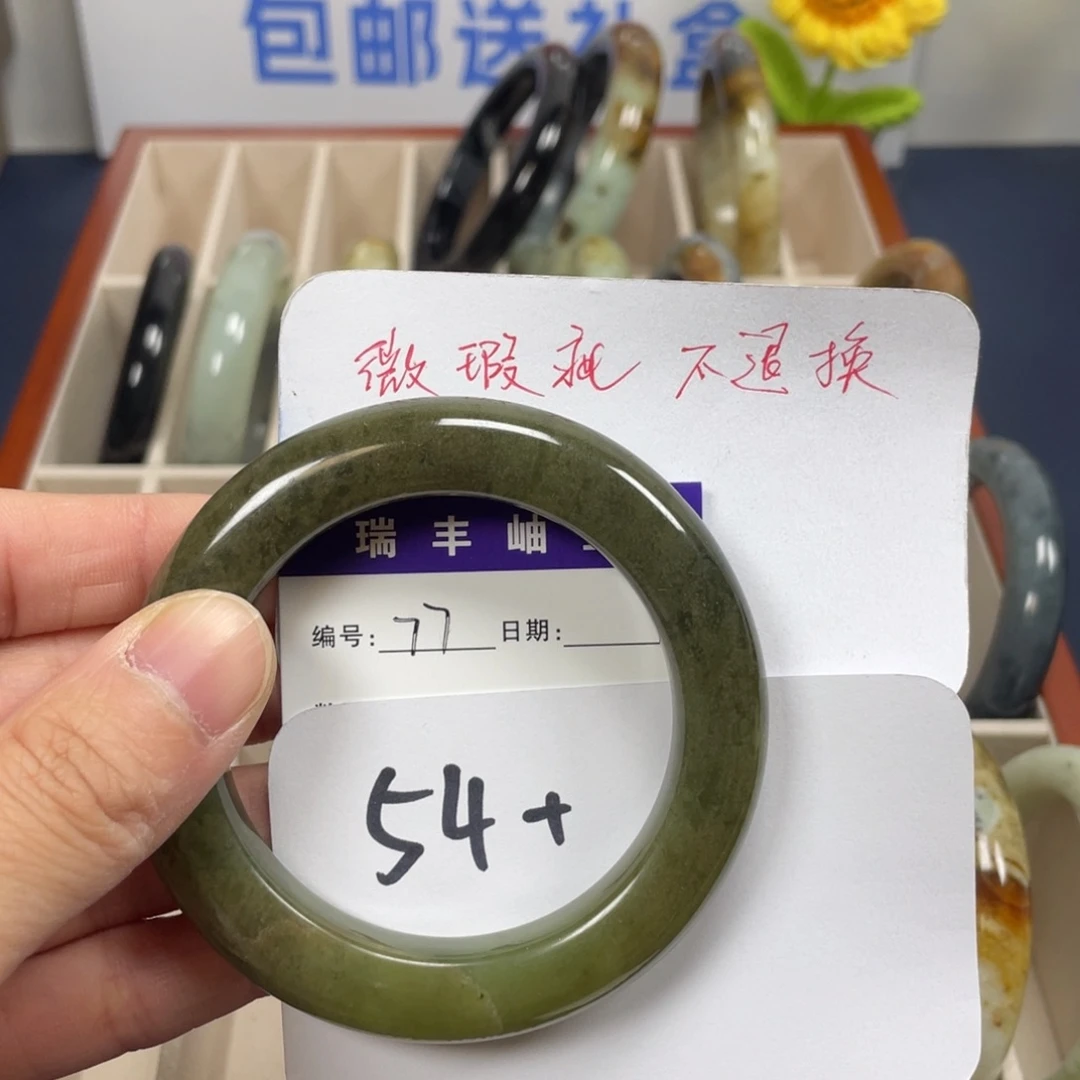 包邮送礼盒
微瑕疵 不退换
瑞丰岫
编号: 77 日期:
54+